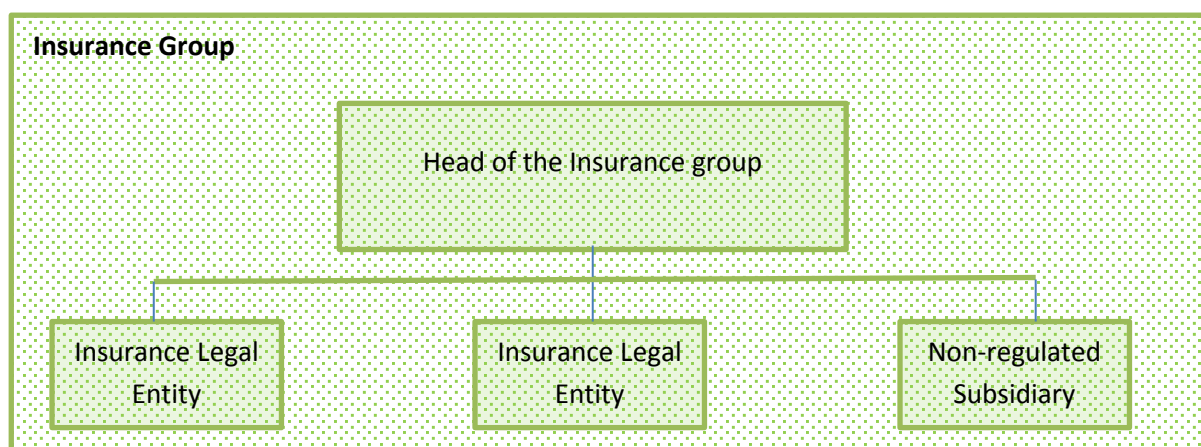 Insurance Group
Head of the Insurance group
Insurance Legal
Entity
Insurance Legal
Entity
Non-regulated
Subsidiary